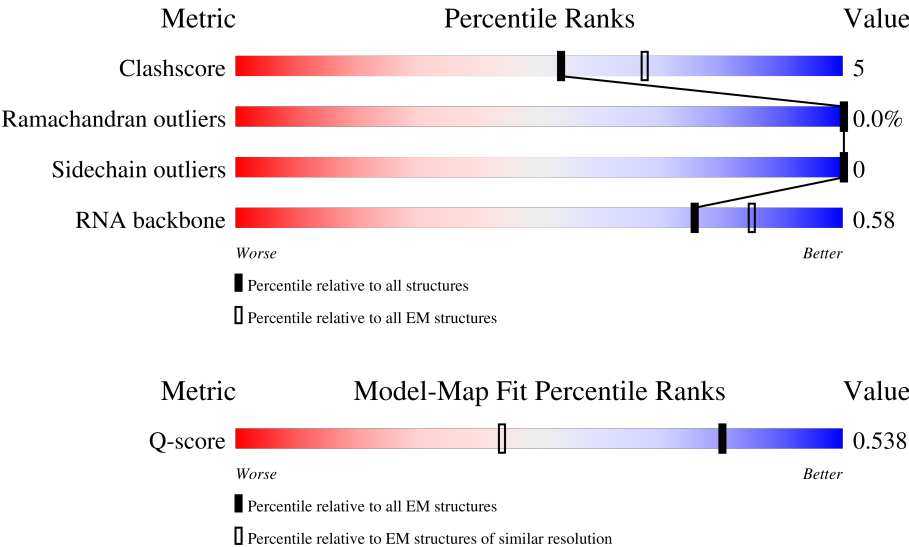 Metric Percentile Ranks Value
Clashscore 5
Ramachandran outliers 0.0%
Sidechain outliers 0
RNA backbone 0.58
Worse Better
Percentile relative to all structures
Percentile relative to all EM structures
Metric Model-Map Fit Percentile Ranks Value
Q-score 0.538
Worse Better
Percentile relative to all EM structures
Percentile relative to EM structures of similar resolution